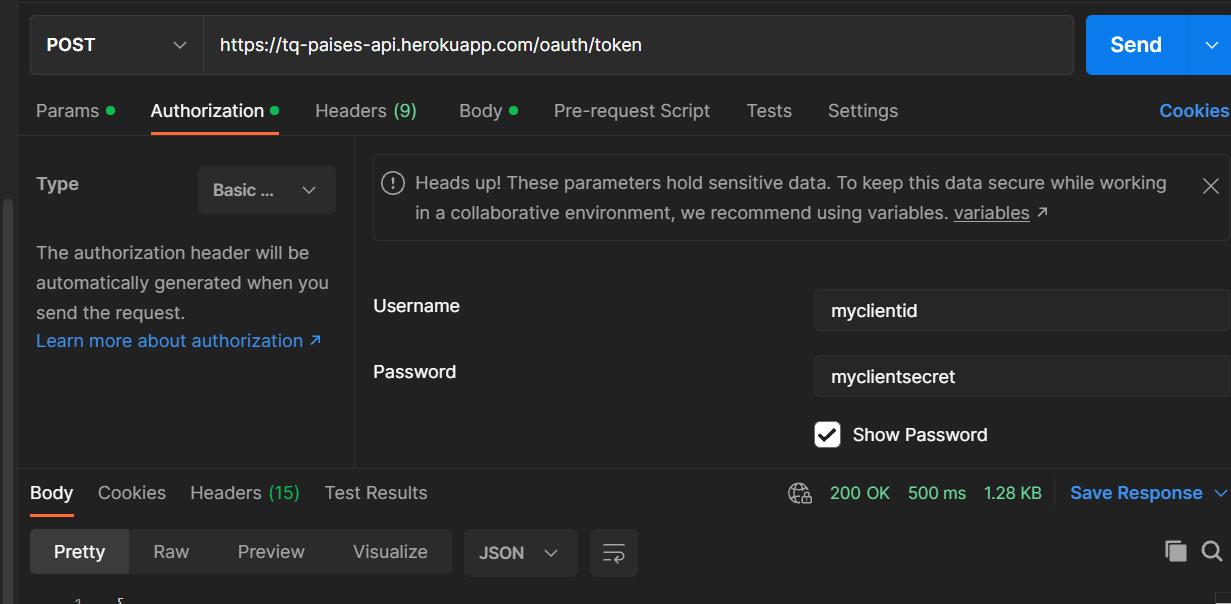 POST https://tq-paises-api.herokuapp.com/oauth/token Send
Params Authorization Headers (9) Body Pre-request Script Tests Settings Cookies
Type Basic ...
The authorization header will be
automatically generated when you
send the request.
Learn more about authorization ↗
Heads up! These parameters hold sensitive data. To keep this data secure while working
in a collaborative environment, we recommend using variables. variables ↗
Username myclientid
Password myclientsecret
Show Password
Body Cookies Headers (15) Test Results 200 OK 500 ms 1.28 KB Save Response
Pretty Raw Preview Visualize JSON
1 {